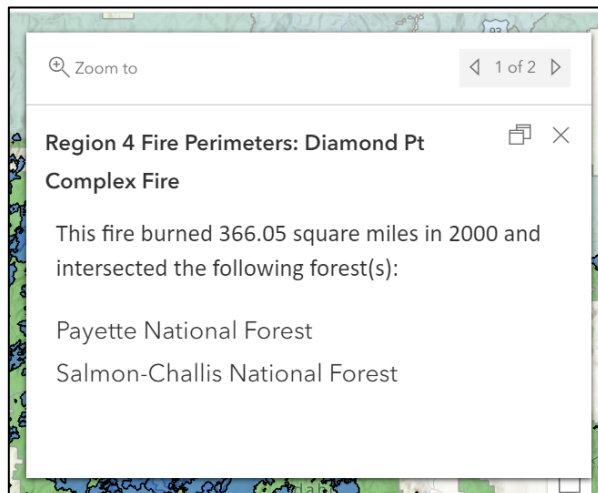 93
Zoom to
1 of 2
Region 4 Fire Perimeters: Diamond Pt
Complex Fire
This fire burned 366.05 square miles in 2000 and
intersected the following forest(s):
Payette National Forest
Salmon-Challis National Forest